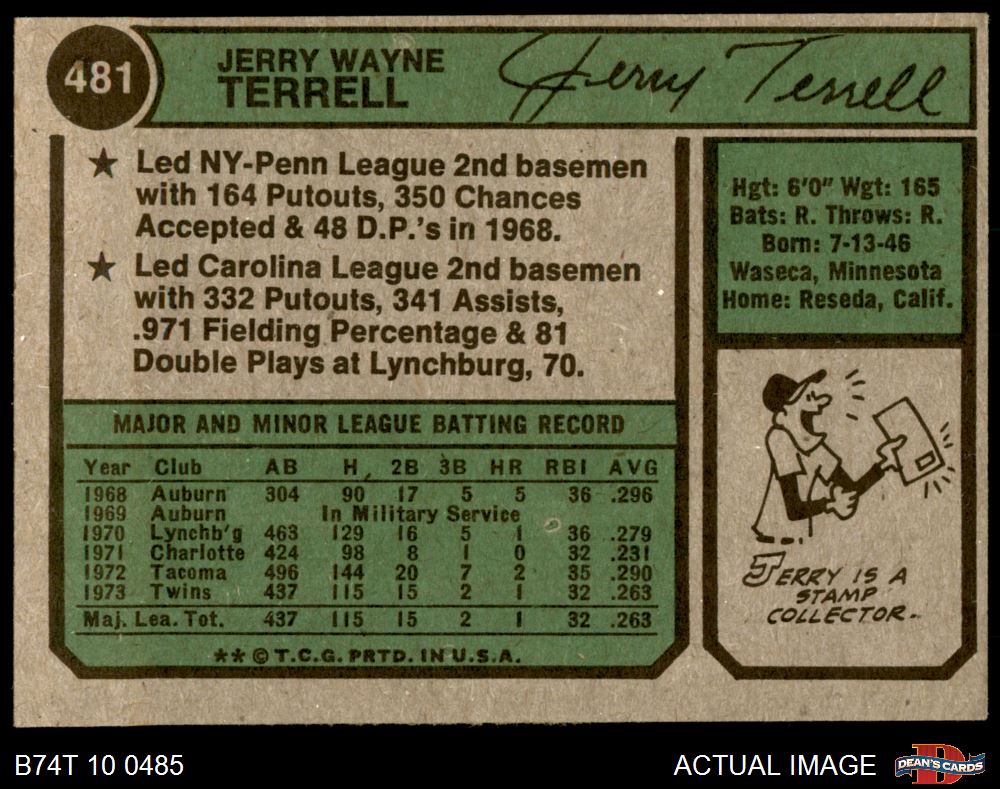 481
JERRY WAYNE
TERRELL
Jerry Terrell
★ Led NY-Penn League 2nd basemen
with 164 Putouts, 350 Chances
Accepted & 48 D.P.'s in 1968.
★ Led Carolina League 2nd basemen
with 332 Putouts, 341 Assists,
.971 Fielding Percentage & 81
Double Plays at Lynchburg, 70.
MAJOR AND MINOR LEAGUE BATTING RECORD
Year Club AB H 2B 3B HR RBI AVG
1968 Auburn 304 90 17 5 5 36 .296
1969 Auburn In Military Service
1970 Lynchb'g 463 129 16 5 1 36 .279
1971 Charlotte 424 98 8 1 0 32 .231
1972 Tacoma 496 144 20 7 2 35 .290
1973 Twins 437 115 15 2 1 32 .263
Maj. Lea. Tot. 437 115 15 2 1 32 .263
** © T.C.G. PRTD. IN U.S.A.
Hgt: 6'0" Wgt: 165
Bats: R. Throws: R.
Born: 7-13-46
Waseca, Minnesota
Home: Reseda, Calif.
JERRY IS A
STAMP
COLLECTOR.
B74T 10 0485
ACTUAL IMAGE
D
DEAN'S CARDS